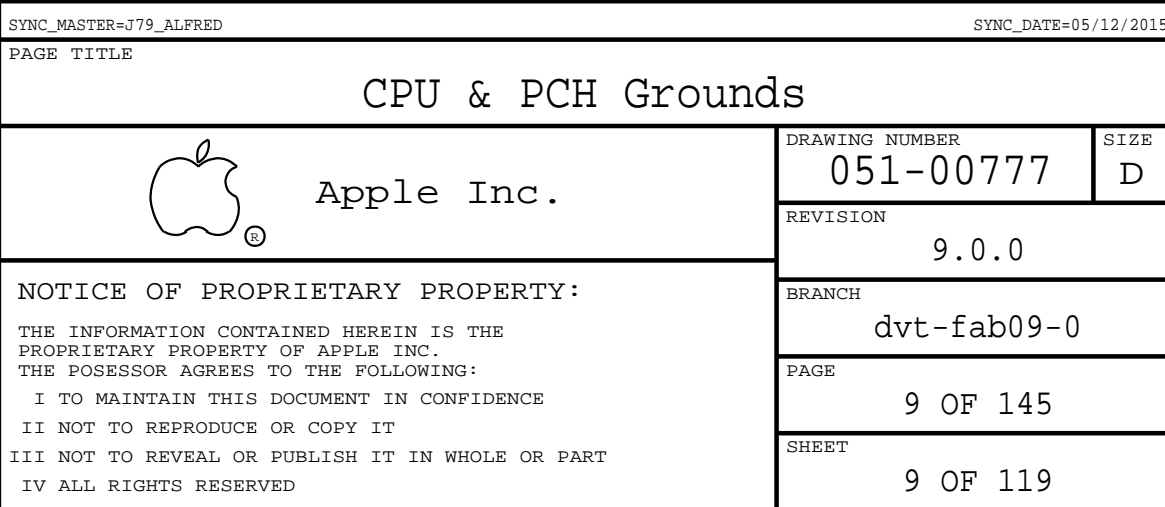 SYNC_MASTER=J79_ALFRED SYNC_DATE=05/12/2015
PAGE TITLE
CPU & PCH Grounds
Apple Inc.
R
DRAWING NUMBER
051-00777
SIZE
D
REVISION
9.0.0
NOTICE OF PROPRIETARY PROPERTY:
THE INFORMATION CONTAINED HEREIN IS THE
PROPRIETARY PROPERTY OF APPLE INC.
THE POSESSOR AGREES TO THE FOLLOWING:
I TO MAINTAIN THIS DOCUMENT IN CONFIDENCE
II NOT TO REPRODUCE OR COPY IT
III NOT TO REVEAL OR PUBLISH IT IN WHOLE OR PART
IV ALL RIGHTS RESERVED
BRANCH
dvt-fab09-0
PAGE
9 OF 145
SHEET
9 OF 119